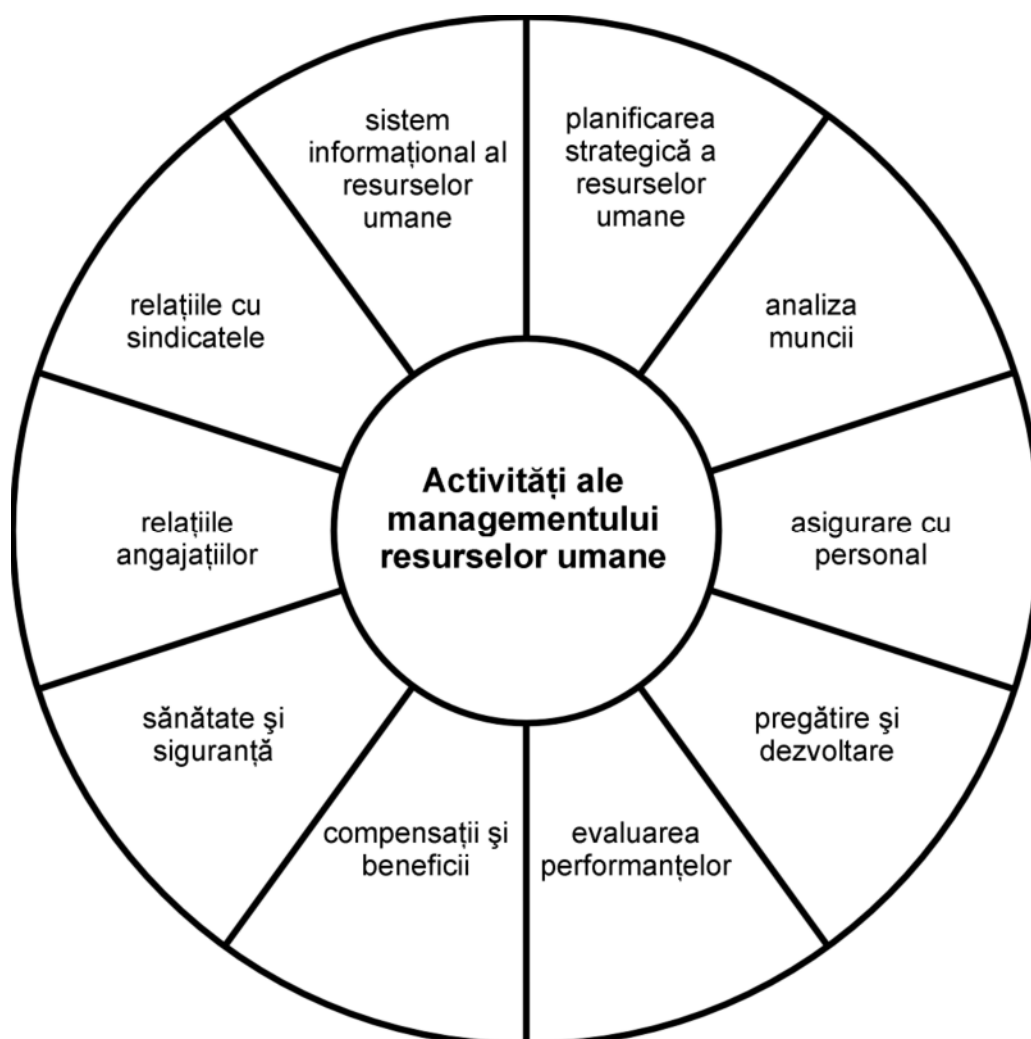 sistem
informațional al
resurselor
umane
planificarea
strategică a
resurselor
umane
analiza
muncii
asigurare cu
personal
pregătire şi
dezvoltare
evaluarea
performanțelor
compensații şi
beneficii
sănătate şi
siguranță
relațiile
angajațiilor
relațiile cu
sindicatele
Activități ale
managementului
resurselor umane